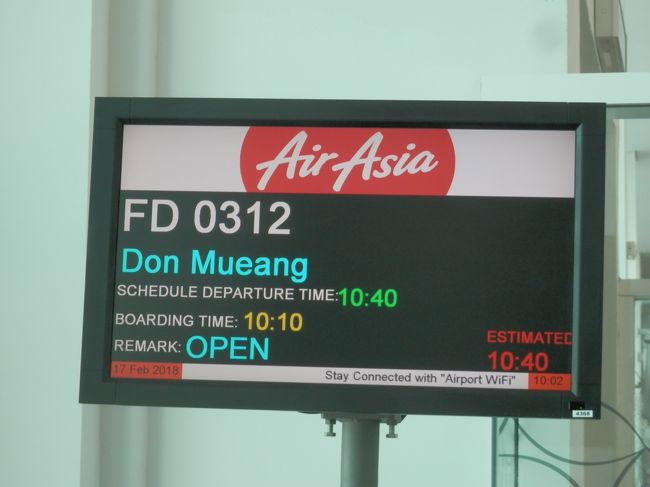 AirAsia
FD 0312
Don Mueang
SCHEDULE DEPARTURE TIME:10:40
BOARDING TIME: 10:10
REMARK: OPEN
ESTIMATED
10:40
17 Feb 2018 Stay Connected with "Airport WiFi" 10:02
4366